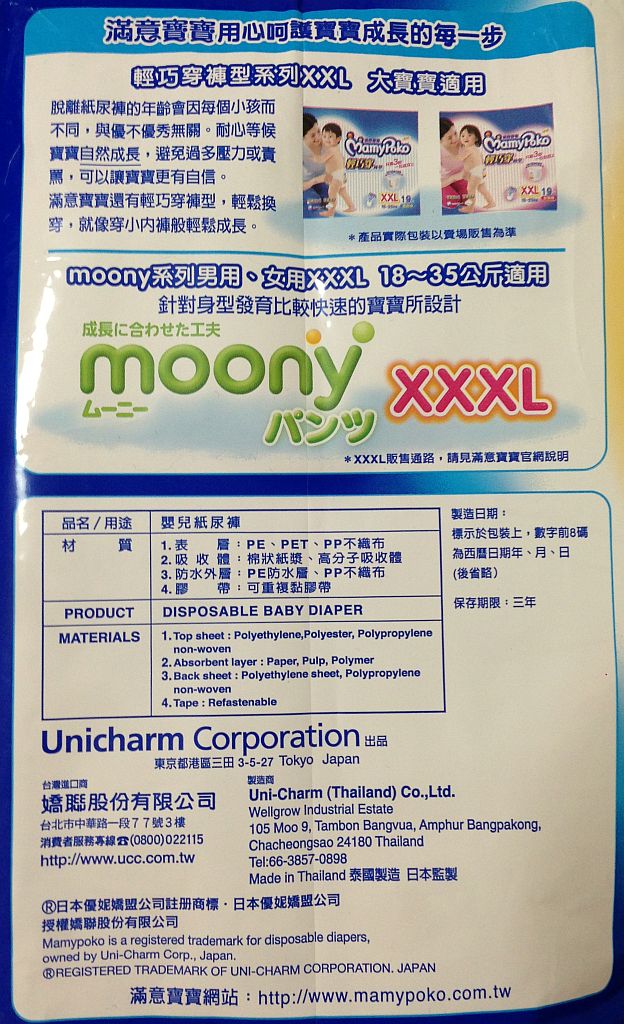 滿意寶寶用心呵護寶寶成長的每一步
輕巧穿褲型系列XXL 大寶寶適用
脫離紙尿褲的年齡會因每個小孩而
不同，與優不優秀無關。耐心等候
寶寶自然成長，避免過多壓力或責
罵，可以讓寶寶更有自信。
滿意寶寶還有輕巧穿褲型，輕鬆換
穿，就像穿小內褲般輕鬆成長。
MamyPoko
輕巧穿
XXL 19
MamyPoko
輕巧穿
XXL 19
＊產品實際包裝以賣場販售為準
moony系列男用、女用XXXL 18～35公斤適用
針對身型發育比較快速的寶寶所設計
成長に合わせた工夫
moony
ムーニー
パンツ
XXXL
＊XXXL販售通路，請見滿意寶寶官網說明
品名／用途 嬰兒紙尿褲
材質 1.表層：PE、PET、PP不織布
2.吸收體：棉狀紙漿、高分子吸收體
3.防水外層：PE防水層、PP不織布
4.膠帶：可重複黏膠帶
PRODUCT DISPOSABLE BABY DIAPER
MATERIALS 1.Top sheet : Polyethylene,Polyester, Polypropylene
non-woven
2.Absorbent layer : Paper, Pulp, Polymer
3.Back sheet : Polyethylene sheet, Polypropylene
non-woven
4.Tape : Refastenable
製造日期：
標示於包裝上，數字前8碼
為西曆日期年、月、日
(後省略)
保存期限：三年
Unicharm Corporation 出品
東京都港區三田 3-5-27 Tokyo Japan
台灣進口商
嬌聯股份有限公司
台北市中華路一段77號3樓
消費者服務專線☎(0800)022115
http://www.ucc.com.tw
製造商
Uni-Charm (Thailand) Co.,Ltd.
Wellgrow Industrial Estate
105 Moo 9, Tambon Bangvua, Amphur Bangpakong,
Chacheongsao 24180 Thailand
Tel:66-3857-0898
Made in Thailand 泰國製造 日本監製
®日本優妮嬌盟公司註册商標．日本優妮嬌盟公司
授權嬌聯股份有限公司
Mamypoko is a registered trademark for disposable diapers,
owned by Uni-Charm Corp., Japan.
®REGISTERED TRADEMARK OF UNI-CHARM CORPORATION. JAPAN
滿意寶寶網站：http://www.mamypoko.com.tw